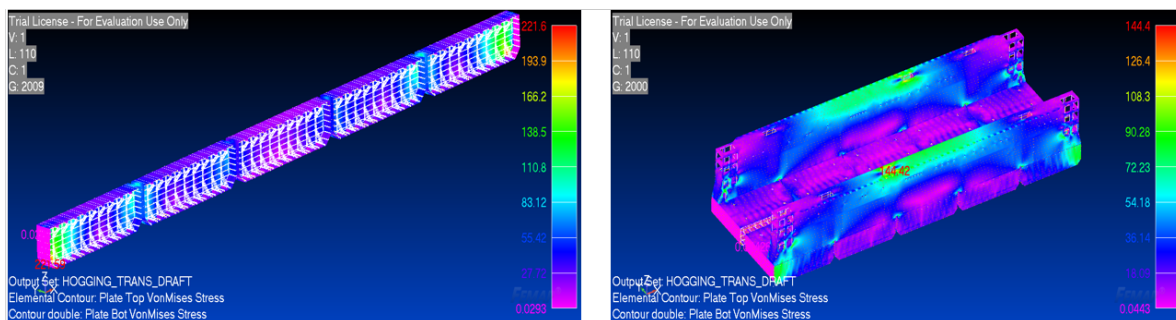 Trial License - For Evaluation Use Only
V: 1
L: 110
C: 1
G: 2009
221.6
193.9
166.2
138.5
110.8
83.12
55.42
0.0293
Output Set: HOGGING_TRANS_DRAFT
Elemental Contour: Plate Top VonMises Stress
Contour double: Plate Bot VonMises Stress
Trial License - For Evaluation Use Only
V: 1
L: 110
C: 1
G: 2000
144.4
126.4
108.3
90.28
72.23
54.18
36.14
0.0443
144.42
Output Set: HOGGING_TRANS_DRAFT
Elemental Contour: Plate Top VonMises Stress
Contour double: Plate Bot VonMises Stress